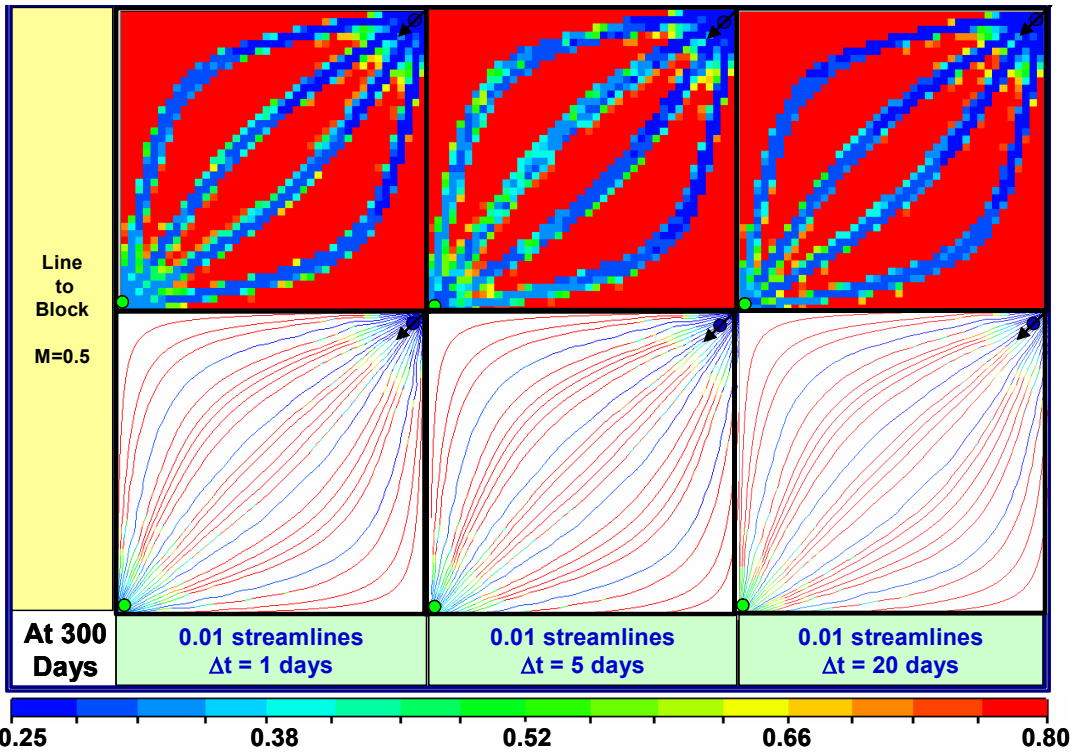 Line
to
Block
M=0.5
At 300
Days
0.01 streamlines
Δt = 1 days
0.01 streamlines
Δt = 5 days
0.01 streamlines
Δt = 20 days
0.25 0.38 0.52 0.66 0.80